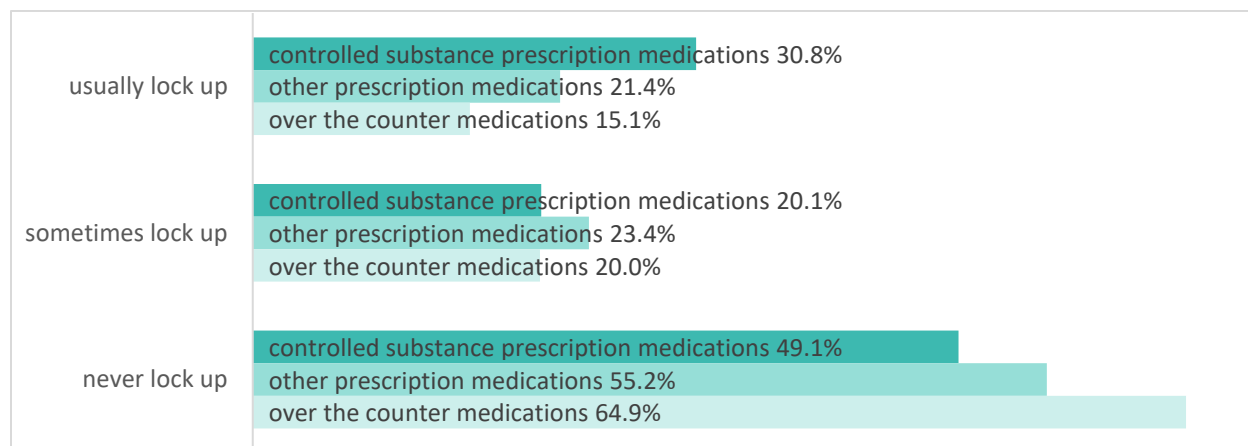 controlled substance prescription medications 30.8%
usually lock up
other prescription medications 21.4%
over the counter medications 15.1%
controlled substance prescription medications 20.1%
sometimes lock up
other prescription medications 23.4%
over the counter medications 20.0%
controlled substance prescription medications 49.1%
never lock up
other prescription medications 55.2%
over the counter medications 64.9%